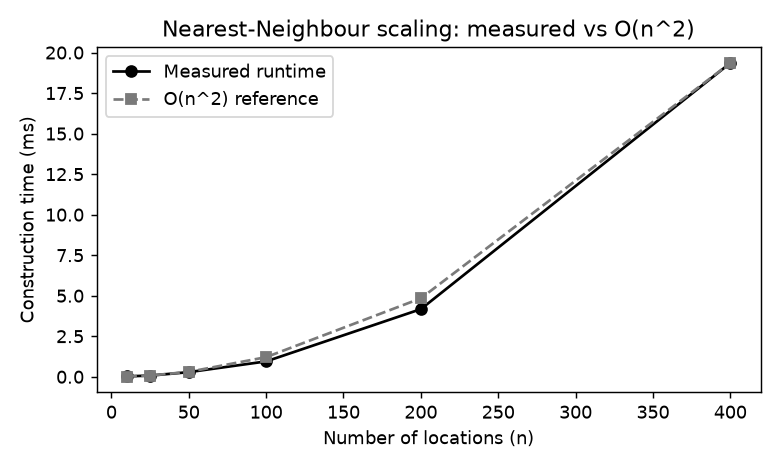 Nearest-Neighbour scaling: measured vs O(n^2)
Measured runtime
O(n^2) reference
Construction time (ms)
20.0
17.5
15.0
12.5
10.0
7.5
5.0
2.5
0.0
0 50 100 150 200 250 300 350 400
Number of locations (n)